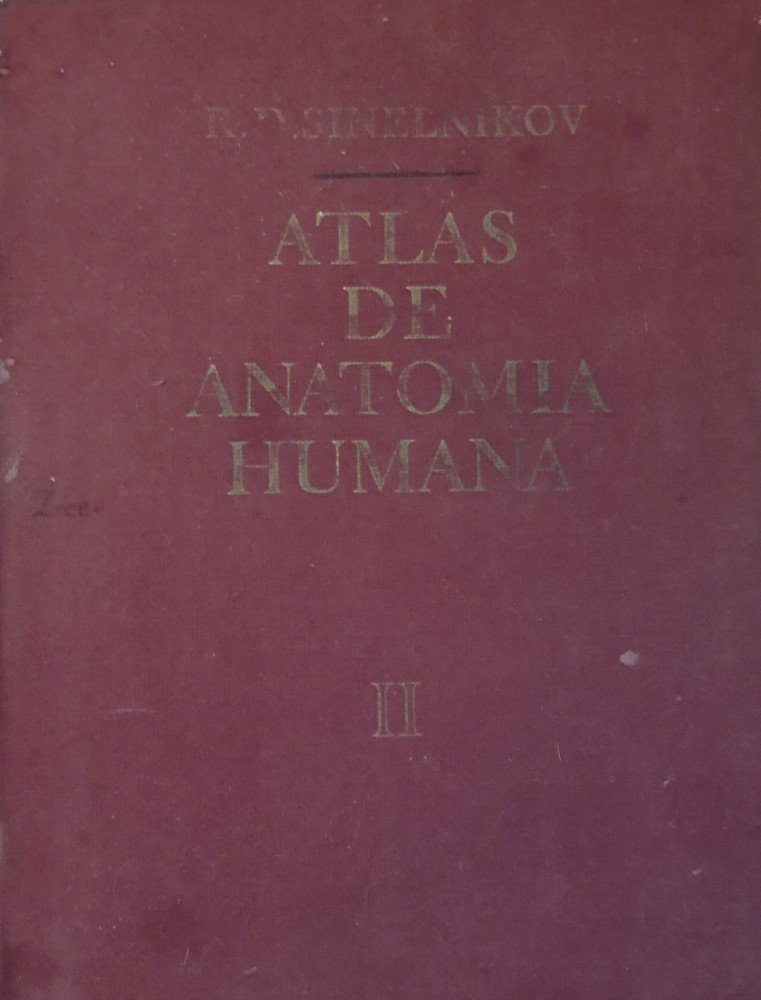 R.D.SINELNIKOV
ATLAS
DE
ANATOMIA
HUMANA
II